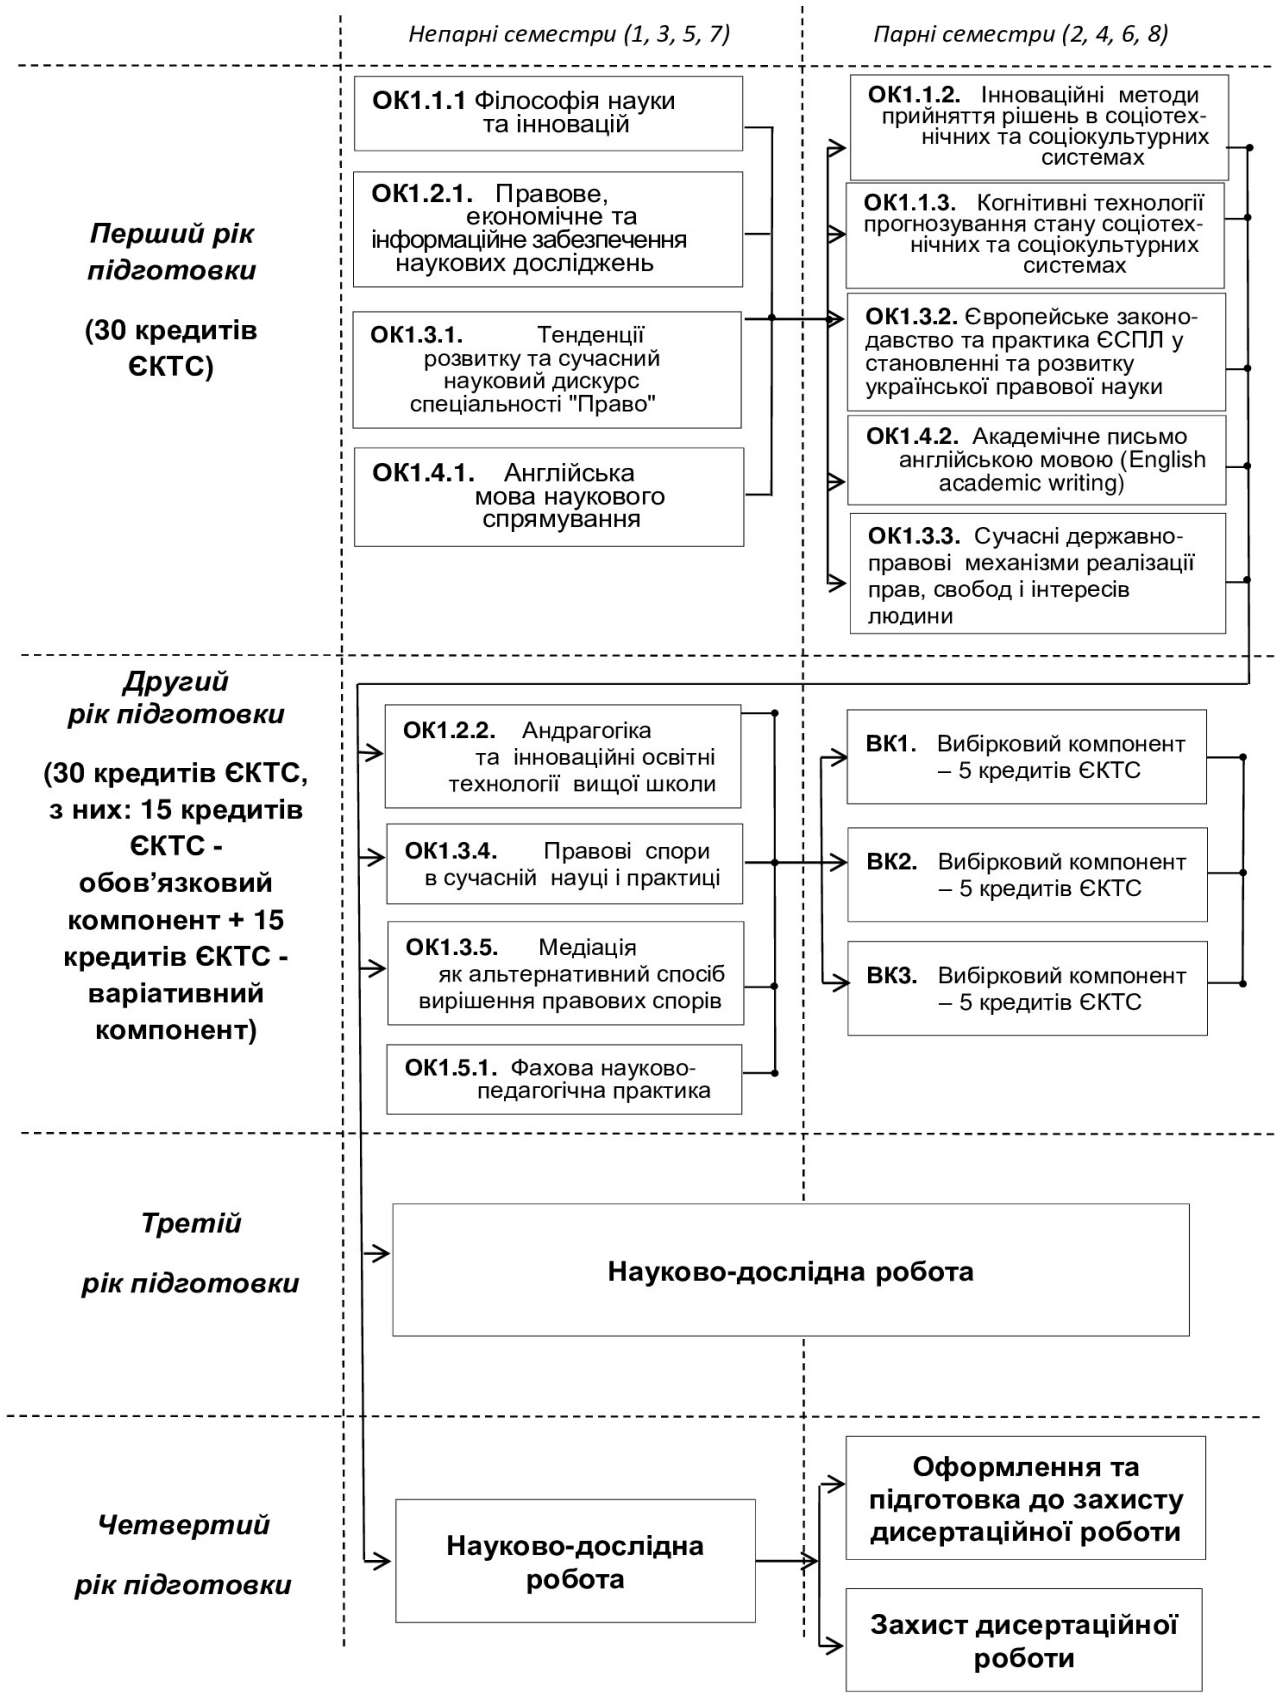 Непарні семестри (1, 3, 5, 7)
Парні семестри (2, 4, 6, 8)
Перший рік
підготовки
(30 кредитів
ЄКТС)
ОК1.1.1 Філософія науки
та інновацій
ОК1.2.1. Правове,
економічне та
інформаційне забезпечення
наукових досліджень
ОК1.3.1. Тенденції
розвитку та сучасний
науковий дискурс
спеціальності "Право"
ОК1.4.1. Англійська
мова наукового
спрямування
ОК1.1.2. Інноваційні методи
прийняття рішень в соціотех-
нічних та соціокультурних
системах
ОК1.1.3. Когнітивні технології
прогнозування стану соціотех-
нічних та соціокультурних
системах
ОК1.3.2. Європейське законо-
давство та практика ЄСПЛ у
становленні та розвитку
української правової науки
ОК1.4.2. Академічне письмо
англійською мовою (English
academic writing)
ОК1.3.3. Сучасні державно-
правові механізми реалізації
прав, свобод і інтересів
людини
Другий
рік підготовки
(30 кредитів ЄКТС,
з них: 15 кредитів
ЄКТС -
обов’язковий
компонент + 15
кредитів ЄКТС -
варіативний
компонент)
ОК1.2.2. Андрагогіка
та інноваційні освітні
технології вищої школи
ОК1.3.4. Правові спори
в сучасній науці і практиці
ОК1.3.5. Медіація
як альтернативний спосіб
вирішення правових спорів
ОК1.5.1. Фахова науково-
педагогічна практика
ВК1. Вибірковий компонент
– 5 кредитів ЄКТС
ВК2. Вибірковий компонент
– 5 кредитів ЄКТС
ВК3. Вибірковий компонент
– 5 кредитів ЄКТС
Третій
рік підготовки
Науково-дослідна робота
Четвертий
рік підготовки
Науково-дослідна
робота
Оформлення та
підготовка до захисту
дисертаційної роботи
Захист дисертаційної
роботи